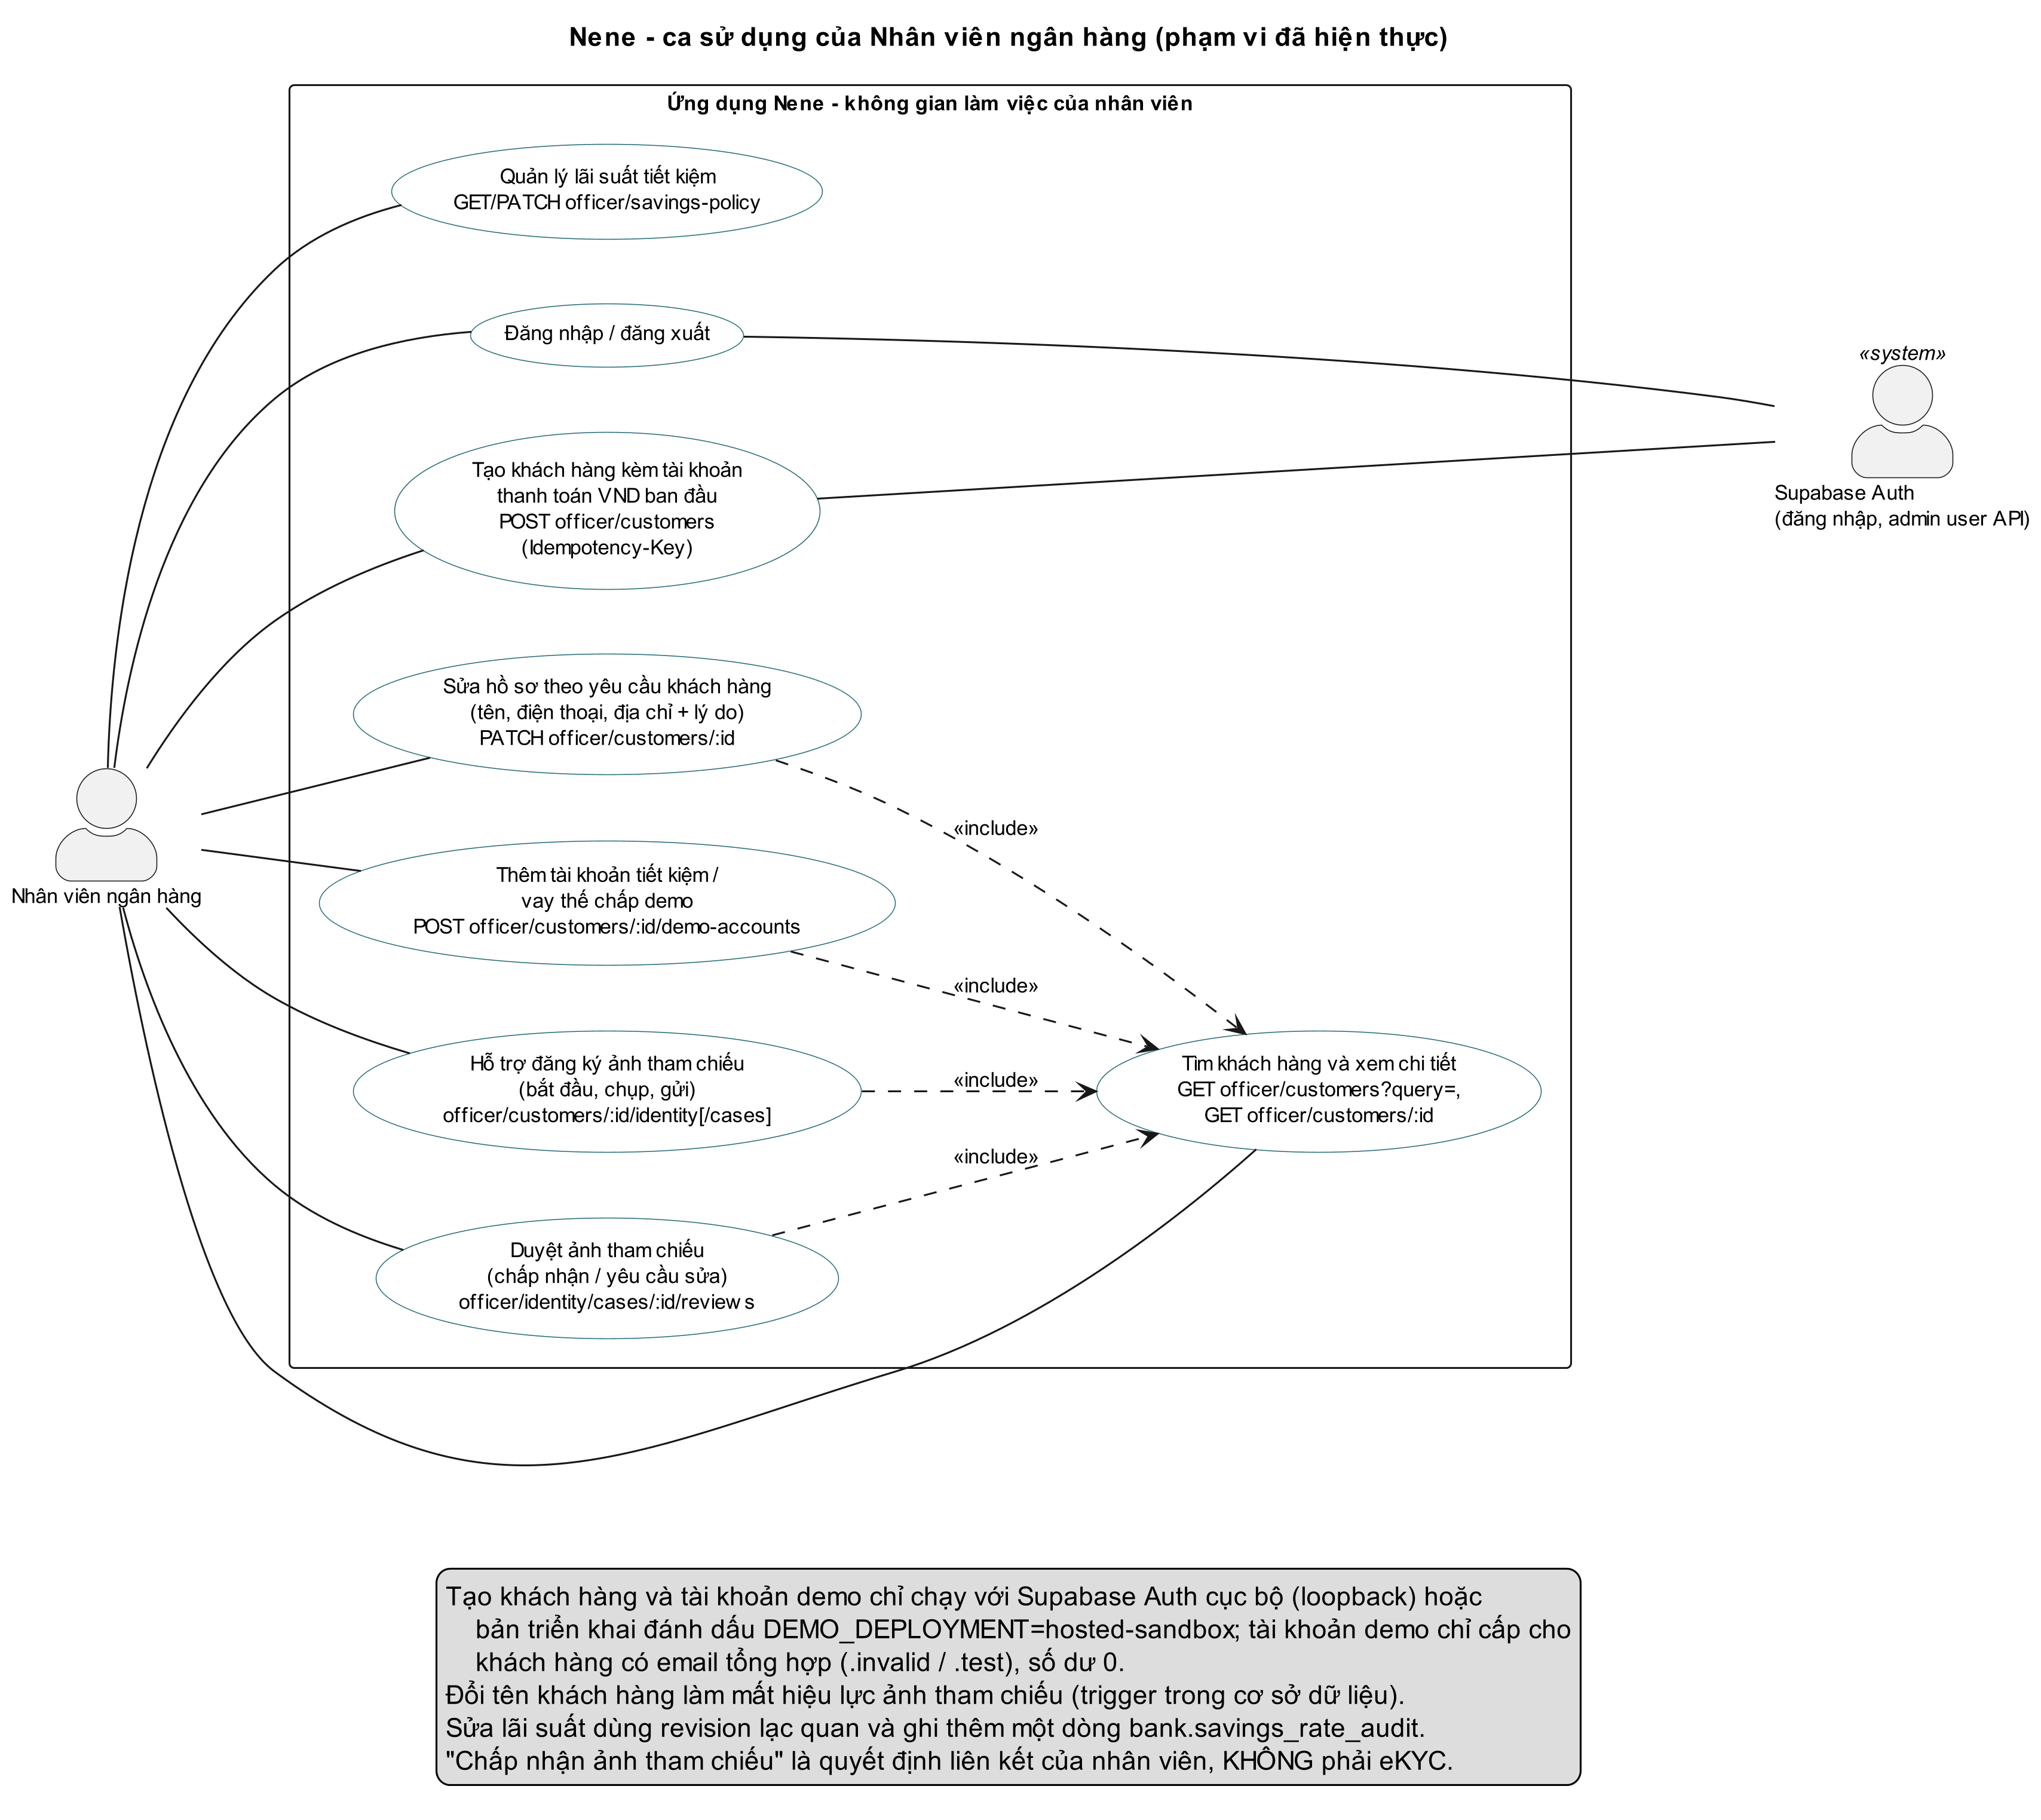 Nene - ca sử dụng của Nhân viên ngân hàng (phạm vi đã hiện thực)
Ứng dụng Nene - không gian làm việc của nhân viên
Quản lý lãi suất tiết kiệm
GET/PATCH officer/savings-policy
Đăng nhập / đăng xuất
«system»
Supabase Auth
(đăng nhập, admin user API)
Tạo khách hàng kèm tài khoản
thanh toán VND ban đầu
POST officer/customers
(Idempotency-Key)
Sửa hồ sơ theo yêu cầu khách hàng
(tên, điện thoại, địa chỉ + lý do)
PATCH officer/customers/:id
«include»
Nhân viên ngân hàng
Thêm tài khoản tiết kiệm /
vay thế chấp demo
POST officer/customers/:id/demo-accounts
«include»
Hỗ trợ đăng ký ảnh tham chiếu
(bắt đầu, chụp, gửi)
officer/customers/:id/identity[/cases]
«include»
Tìm khách hàng và xem chi tiết
GET officer/customers?query=,
GET officer/customers/:id
«include»
Duyệt ảnh tham chiếu
(chấp nhận / yêu cầu sửa)
officer/identity/cases/:id/reviews
Tạo khách hàng và tài khoản demo chỉ chạy với Supabase Auth cục bộ (loopback) hoặc
bản triển khai đánh dấu DEMO_DEPLOYMENT=hosted-sandbox; tài khoản demo chỉ cấp cho
khách hàng có email tổng hợp (.invalid / .test), số dư 0.
Đổi tên khách hàng làm mất hiệu lực ảnh tham chiếu (trigger trong cơ sở dữ liệu).
Sửa lãi suất dùng revision lạc quan và ghi thêm một dòng bank.savings_rate_audit.
"Chấp nhận ảnh tham chiếu" là quyết định liên kết của nhân viên, KHÔNG phải eKYC.